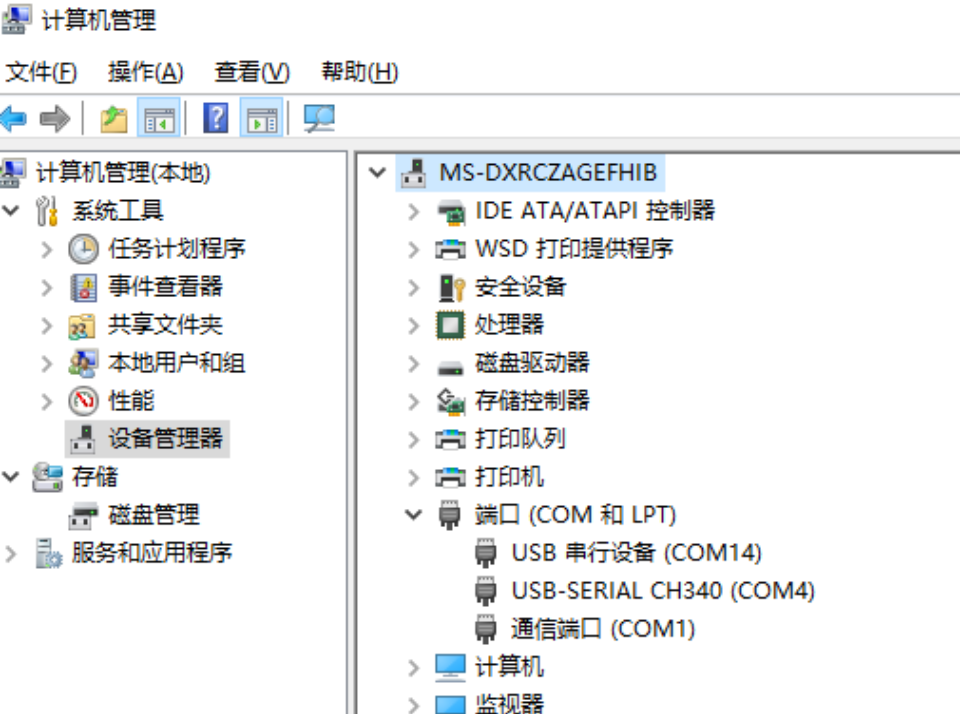 计算机管理
文件(F) 操作(A) 查看(V) 帮助(H)
计算机管理(本地)
系统工具
任务计划程序
事件查看器
共享文件夹
本地用户和组
性能
设备管理器
存储
磁盘管理
服务和应用程序
MS-DXRCZAGEFHIB
IDE ATA/ATAPI 控制器
WSD 打印提供程序
安全设备
处理器
磁盘驱动器
存储控制器
打印队列
打印机
端口 (COM 和 LPT)
USB 串行设备 (COM14)
USB-SERIAL CH340 (COM4)
通信端口 (COM1)
计算机
监视器